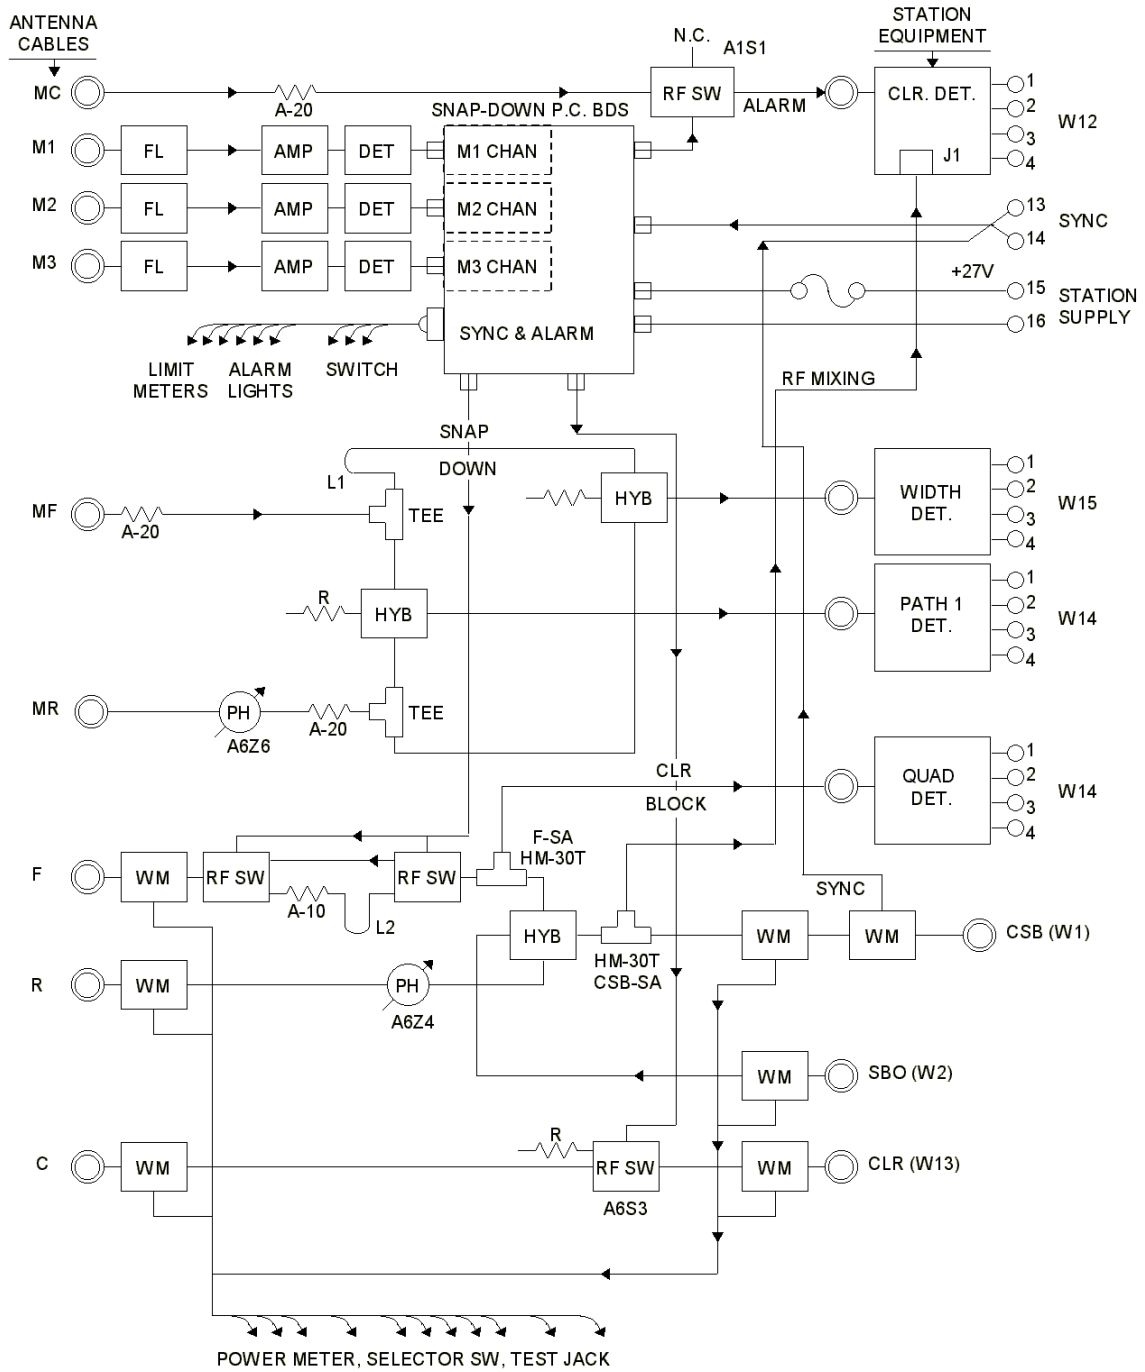 ANTENNA
CABLES
STATION
EQUIPMENT
N.C.
A1S1
MC
A-20
RF SW
ALARM
CLR. DET.
J1
1
2
3
4
W12
SNAP-DOWN P.C. BDS
M1
FL
AMP
DET
M1 CHAN
M2
FL
AMP
DET
M2 CHAN
13
14
SYNC
M3
FL
AMP
DET
M3 CHAN
+27V
15
16
STATION
SUPPLY
SYNC & ALARM
LIMIT
METERS
ALARM
LIGHTS
SWITCH
RF MIXING
SNAP
DOWN
L1
HYB
WIDTH
DET.
1
2
3
4
W15
MF
A-20
TEE
R
HYB
PATH 1
DET.
1
2
3
4
W14
MR
PH
A6Z6
A-20
TEE
CLR
BLOCK
QUAD
DET.
1
2
3
4
W14
F-SA
HM-30T
F
WM
RF SW
A-10
L2
RF SW
SYNC
HYB
HM-30T
CSB-SA
WM
WM
CSB (W1)
R
WM
PH
A6Z4
WM
SBO (W2)
C
WM
R
RF SW
A6S3
WM
CLR (W13)
POWER METER, SELECTOR SW, TEST JACK